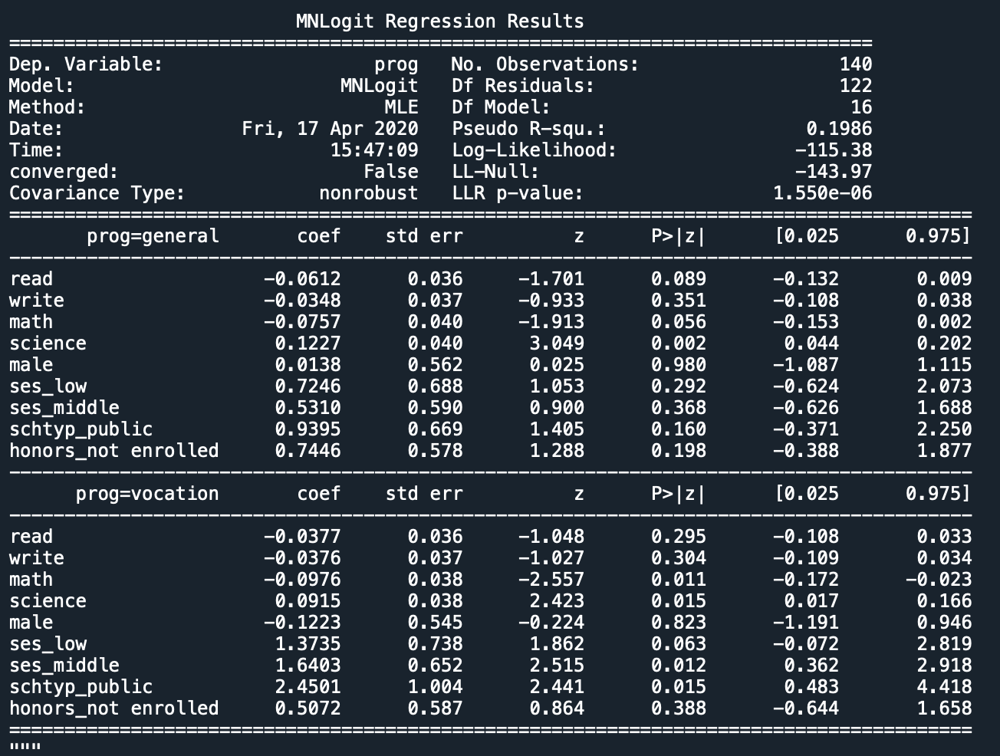 MNLogit Regression Results
==============================================================================
Dep. Variable:                   prog   No. Observations:                  140
Model:                        MNLogit   Df Residuals:                      122
Method:                           MLE   Df Model:                           16
Date:                Fri, 17 Apr 2020   Pseudo R-squ.:                  0.1986
Time:                        15:47:09   Log-Likelihood:                -115.38
converged:                      False   LL-Null:                       -143.97
Covariance Type:            nonrobust   LLR p-value:                 1.550e-06
=======================================================================================
       prog=general       coef    std err          z      P>|z|      [0.025      0.975]
---------------------------------------------------------------------------------------
read                   -0.0612      0.036     -1.701      0.089      -0.132       0.009
write                  -0.0348      0.037     -0.933      0.351      -0.108       0.038
math                   -0.0757      0.040     -1.913      0.056      -0.153       0.002
science                 0.1227      0.040      3.049      0.002       0.044       0.202
male                    0.0138      0.562      0.025      0.980      -1.087       1.115
ses_low                 0.7246      0.688      1.053      0.292      -0.624       2.073
ses_middle              0.5310      0.590      0.900      0.368      -0.626       1.688
schtyp_public           0.9395      0.669      1.405      0.160      -0.371       2.250
honors_not enrolled     0.7446      0.578      1.288      0.198      -0.388       1.877
---------------------------------------------------------------------------------------
      prog=vocation       coef    std err          z      P>|z|      [0.025      0.975]
---------------------------------------------------------------------------------------
read                   -0.0377      0.036     -1.048      0.295      -0.108       0.033
write                  -0.0376      0.037     -1.027      0.304      -0.109       0.034
math                   -0.0976      0.038     -2.557      0.011      -0.172      -0.023
science                 0.0915      0.038      2.423      0.015       0.017       0.166
male                   -0.1223      0.545     -0.224      0.823      -1.191       0.946
ses_low                 1.3735      0.738      1.862      0.063      -0.072       2.819
ses_middle              1.6403      0.652      2.515      0.012       0.362       2.918
schtyp_public           2.4501      1.004      2.441      0.015       0.483       4.418
honors_not enrolled     0.5072      0.587      0.864      0.388      -0.644       1.658
=======================================================================================
"""